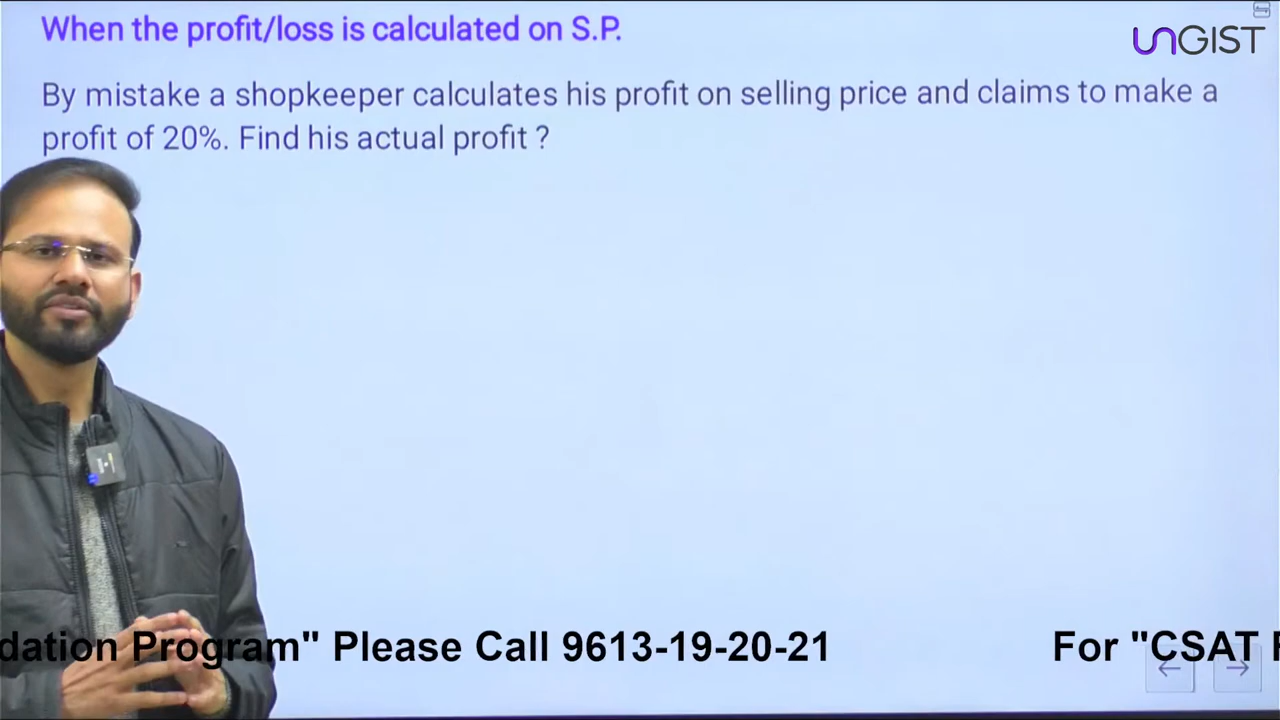 When the profit/loss is calculated on S.P.
UNGIST
By mistake a shopkeeper calculates his profit on selling price and claims to make a
profit of 20%. Find his actual profit ?
dation Program" Please Call 9613-19-20-21
For "CSAT F